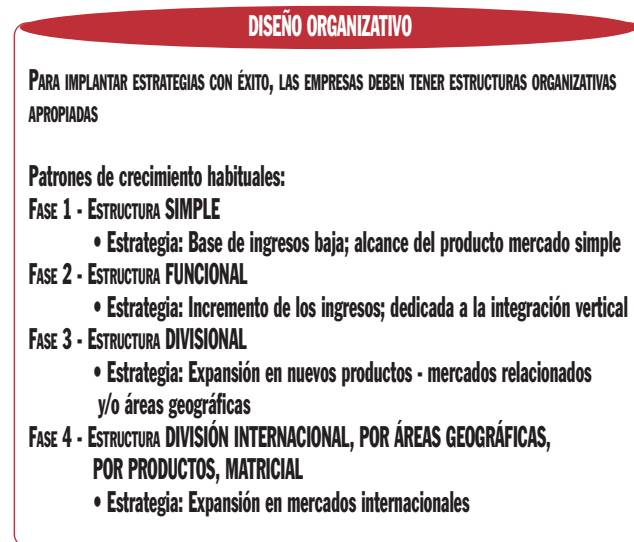 DISEÑO ORGANIZATIVO
PARA IMPLANTAR ESTRATEGIAS CON ÉXITO, LAS EMPRESAS DEBEN TENER ESTRUCTURAS ORGANIZATIVAS
APROPIADAS
Patrones de crecimiento habituales:
FASE 1 - ESTRUCTURA SIMPLE
• Estrategia: Base de ingresos baja; alcance del producto mercado simple
FASE 2 - ESTRUCTURA FUNCIONAL
• Estrategia: Incremento de los ingresos; dedicada a la integración vertical
FASE 3 - ESTRUCTURA DIVISIONAL
• Estrategia: Expansión en nuevos productos - mercados relacionados
y/o áreas geográficas
FASE 4 - ESTRUCTURA DIVISIÓN INTERNACIONAL, POR ÁREAS GEOGRÁFICAS,
POR PRODUCTOS, MATRICIAL
• Estrategia: Expansión en mercados internacionales